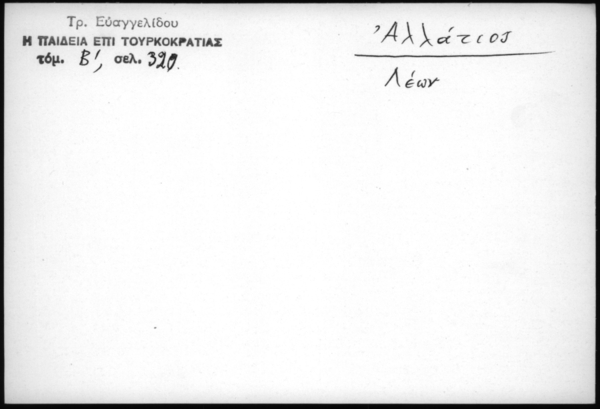 Τρ. Εὐαγγελίδου
Η ΠΑΙΔΕΙΑ ΕΠΙ ΤΟΥΡΚΟΚΡΑΤΙΑΣ
τόμ. Β', σελ. 320.
Ἀλλάτιος
Λέων